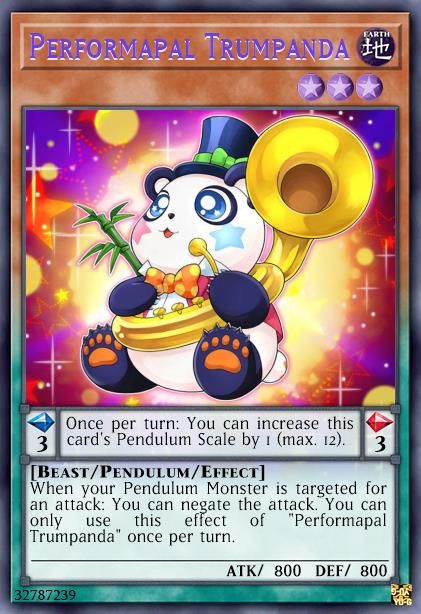 Performapal Trumpanda
EARTH
地
Once per turn: You can increase this
card's Pendulum Scale by 1 (max. 12).
3
3
[Beast/Pendulum/Effect]
When your Pendulum Monster is targeted for
an attack: You can negate the attack. You can
only use this effect of "Performapal
Trumpanda" once per turn.
ATK/ 800 DEF/ 800
32787239